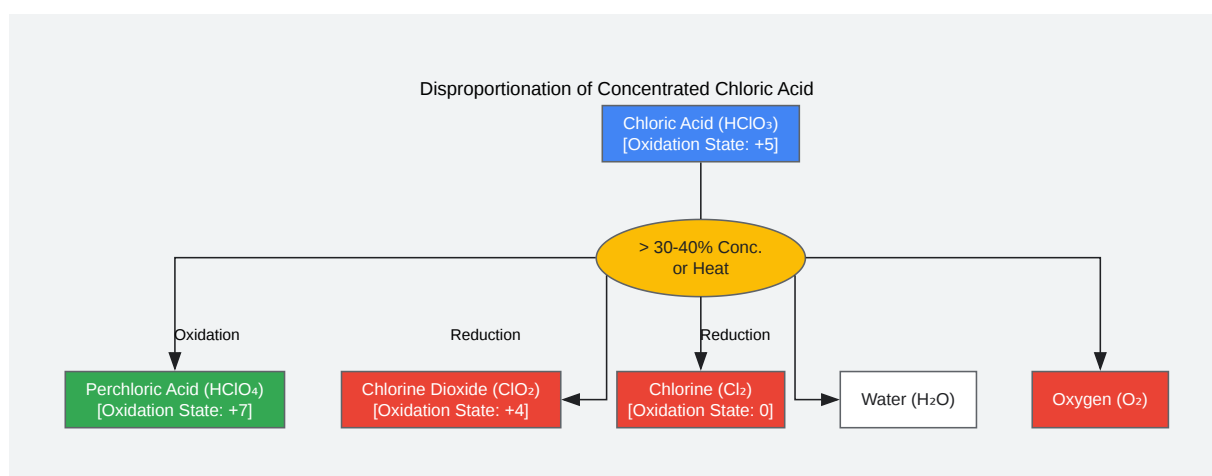 Disproportionation of Concentrated Chloric Acid
Chloric Acid (HClO₃)
[Oxidation State: +5]
> 30-40% Conc.
or Heat
Oxidation
Reduction
Reduction
Perchloric Acid (HClO₄)
[Oxidation State: +7]
Chlorine Dioxide (ClO₂)
[Oxidation State: +4]
Chlorine (Cl₂)
[Oxidation State: 0]
Water (H₂O)
Oxygen (O₂)